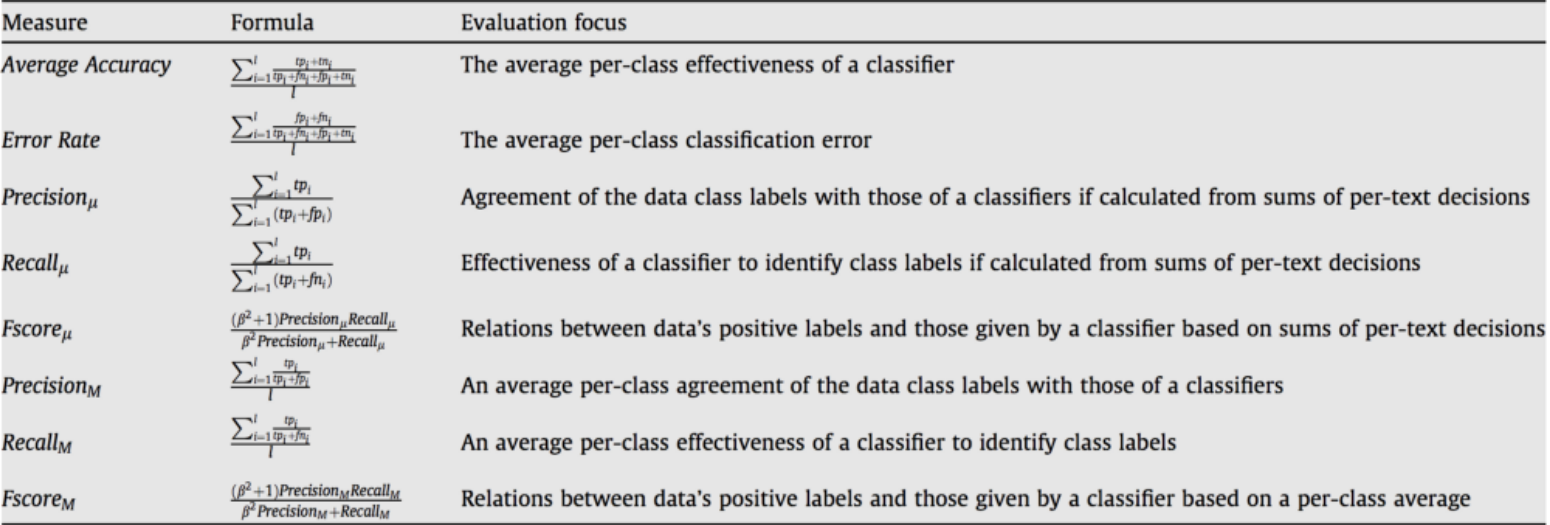 Measure Formula Evaluation focus
Average Accuracy $\frac{\sum_{i=1}^{l} \frac{tp_i+tn_i}{tp_i+fn_i+fp_i+tn_i}}{l}$ The average per-class effectiveness of a classifier
Error Rate $\frac{\sum_{i=1}^{l} \frac{fp_i+fn_i}{tp_i+fn_i+fp_i+tn_i}}{l}$ The average per-class classification error
Precision$_\mu$ $\frac{\sum_{i=1}^{l} tp_i}{\sum_{i=1}^{l} (tp_i+fp_i)}$ Agreement of the data class labels with those of a classifiers if calculated from sums of per-text decisions
Recall$_\mu$ $\frac{\sum_{i=1}^{l} tp_i}{\sum_{i=1}^{l} (tp_i+fn_i)}$ Effectiveness of a classifier to identify class labels if calculated from sums of per-text decisions
Fscore$_\mu$ $\frac{(\beta^2+1)Precision_\mu Recall_\mu}{\beta^2 Precision_\mu+Recall_\mu}$ Relations between data's positive labels and those given by a classifier based on sums of per-text decisions
Precision$_M$ $\frac{\sum_{i=1}^{l} \frac{tp_i}{tp_i+fp_i}}{l}$ An average per-class agreement of the data class labels with those of a classifiers
Recall$_M$ $\frac{\sum_{i=1}^{l} \frac{tp_i}{tp_i+fn_i}}{l}$ An average per-class effectiveness of a classifier to identify class labels
Fscore$_M$ $\frac{(\beta^2+1)Precision_M Recall_M}{\beta^2 Precision_M+Recall_M}$ Relations between data's positive labels and those given by a classifier based on a per-class average